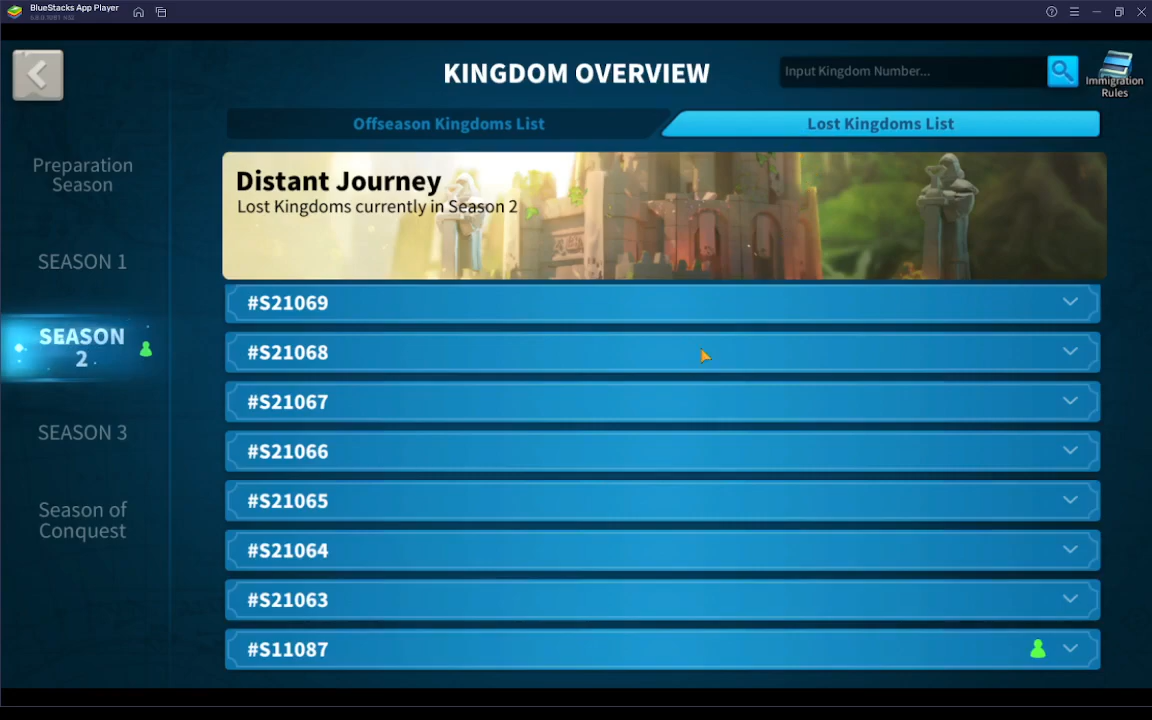 BlueStacks App Player
KINGDOM OVERVIEW
Input Kingdom Number...
Immigration
Rules
Offseason Kingdoms List
Lost Kingdoms List
Preparation
Season
SEASON 1
SEASON
2
SEASON 3
Season of
Conquest
Distant Journey
Lost Kingdoms currently in Season 2
#S21069
#S21068
#S21067
#S21066
#S21065
#S21064
#S21063
#S11087